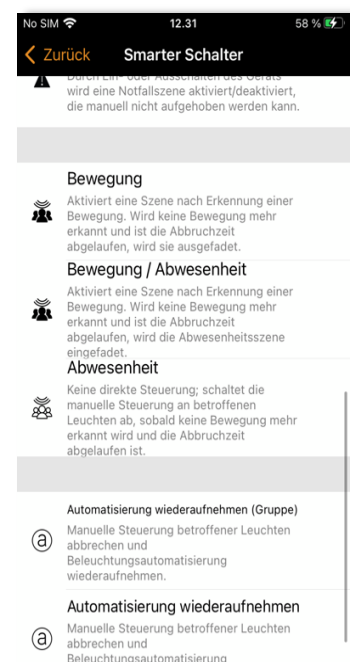 No SIM 12.31 58 %
Zurück Smarter Schalter
Durch Ein- oder Ausschalten des Geräts
wird eine Notfallszene aktiviert/deaktiviert,
die manuell nicht aufgehoben werden kann.
Bewegung
Aktiviert eine Szene nach Erkennung einer
Bewegung. Wird keine Bewegung mehr
erkannt und ist die Abbruchzeit
abgelaufen, wird sie ausgefadet.
Bewegung / Abwesenheit
Aktiviert eine Szene nach Erkennung einer
Bewegung. Wird keine Bewegung mehr
erkannt und ist die Abbruchzeit
abgelaufen, wird die Abwesenheitsszene
eingefadet.
Abwesenheit
Keine direkte Steuerung; schaltet die
manuelle Steuerung an betroffenen
Leuchten ab, sobald keine Bewegung mehr
erkannt wird und die Abbruchzeit
abgelaufen ist.
Automatisierung wiederaufnehmen (Gruppe)
a Manuelle Steuerung betroffener Leuchten
abbrechen und
Beleuchtungsautomatisierung
wiederaufnehmen.
Automatisierung wiederaufnehmen
a Manuelle Steuerung betroffener Leuchten
abbrechen und
Beleuchtungsautomatisierung